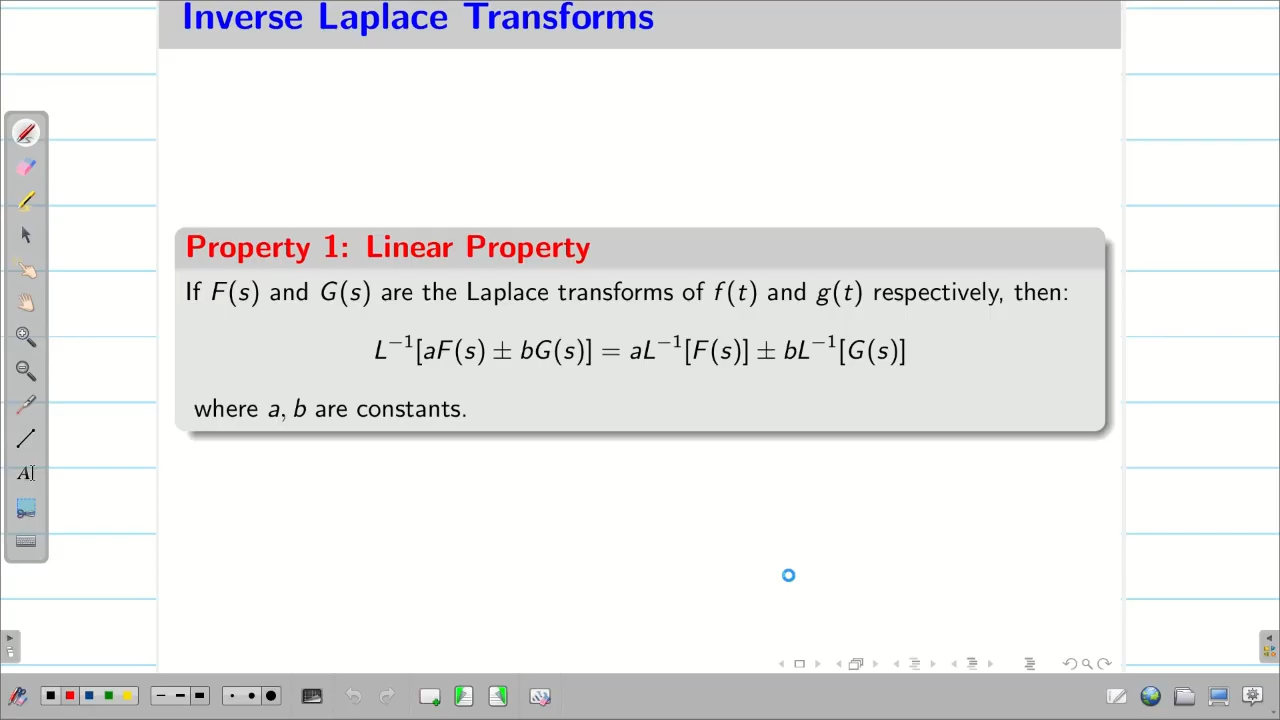 Inverse Laplace Transforms
Property 1: Linear Property
If F(s) and G(s) are the Laplace transforms of f(t) and g(t) respectively, then:
L⁻¹[aF(s) ± bG(s)] = aL⁻¹[F(s)] ± bL⁻¹[G(s)]
where a, b are constants.